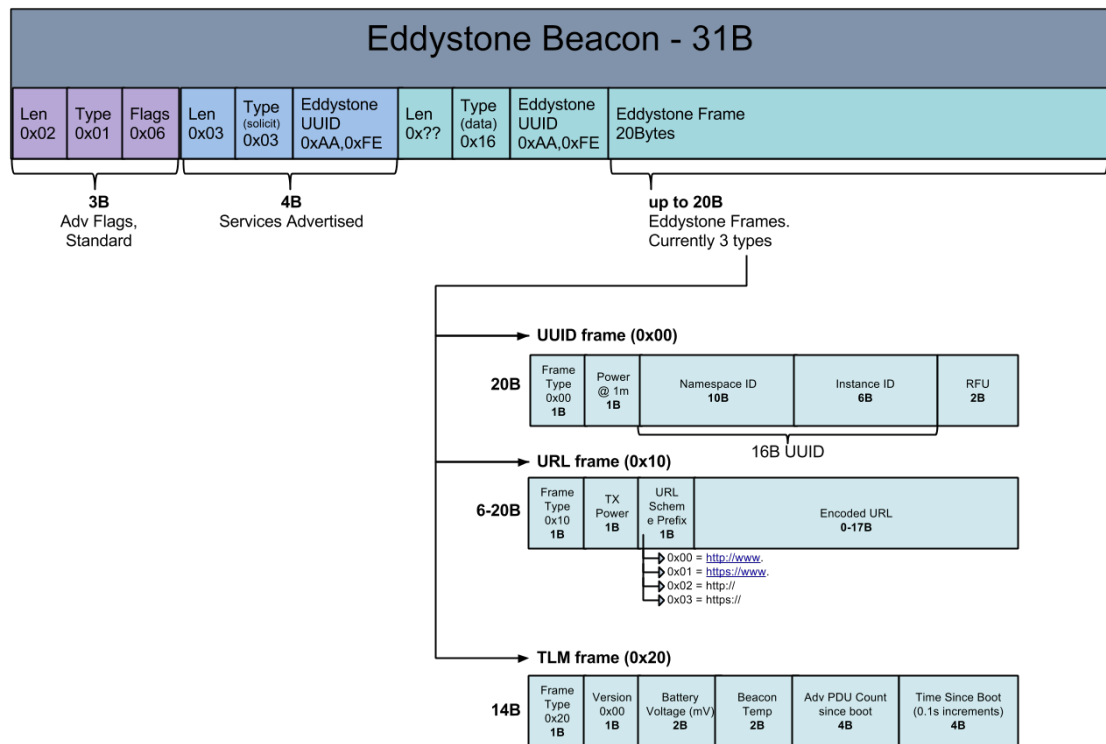 Eddystone Beacon - 31B
Len
0x02
Type
0x01
Flags
0x06
Len
0x03
Type
(solicit)
0x03
Eddystone
UUID
0xAA,0xFE
Len
0x??
Type
(data)
0x16
Eddystone
UUID
0xAA,0xFE
Eddystone Frame
20Bytes
3B
Adv Flags,
Standard
4B
Services Advertised
up to 20B
Eddystone Frames.
Currently 3 types
UUID frame (0x00)
20B
Frame
Type
0x00
1B
Power
@ 1m
1B
Namespace ID
10B
Instance ID
6B
RFU
2B
16B UUID
URL frame (0x10)
6-20B
Frame
Type
0x10
1B
TX
Power
1B
URL
Schem
e Prefix
1B
Encoded URL
0-17B
0x00 = http://www.
0x01 = https://www.
0x02 = http://
0x03 = https://
TLM frame (0x20)
14B
Frame
Type
0x20
1B
Version
0x00
1B
Battery
Voltage (mV)
2B
Beacon
Temp
2B
Adv PDU Count
since boot
4B
Time Since Boot
(0.1s increments)
4B